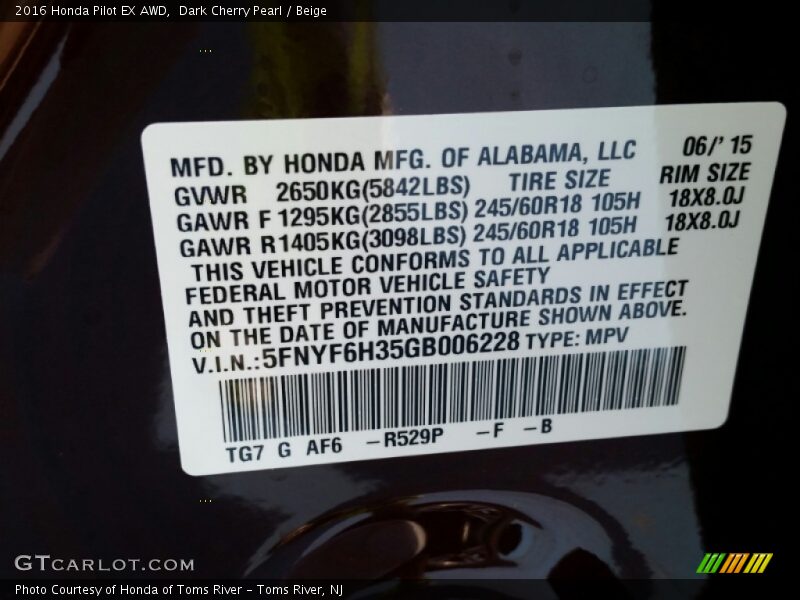 2016 Honda Pilot EX AWD,  Dark Cherry Pearl / Beige
MFD. BY HONDA MFG. OF ALABAMA, LLC 06/' 15
GVWR 2650KG(5842LBS) TIRE SIZE RIM SIZE
GAWR F 1295KG(2855LBS) 245/60R18 105H 18X8.0J
GAWR R 1405KG(3098LBS) 245/60R18 105H 18X8.0J
THIS VEHICLE CONFORMS TO ALL APPLICABLE
FEDERAL MOTOR VEHICLE SAFETY
AND THEFT PREVENTION STANDARDS IN EFFECT
ON THE DATE OF MANUFACTURE SHOWN ABOVE.
V.I.N.:5FNYF6H35GB006228 TYPE: MPV
TG7 G AF6 –R529P –F –B
GTCARLOT.COM
Photo Courtesy of Honda of Toms River – Toms River, NJ